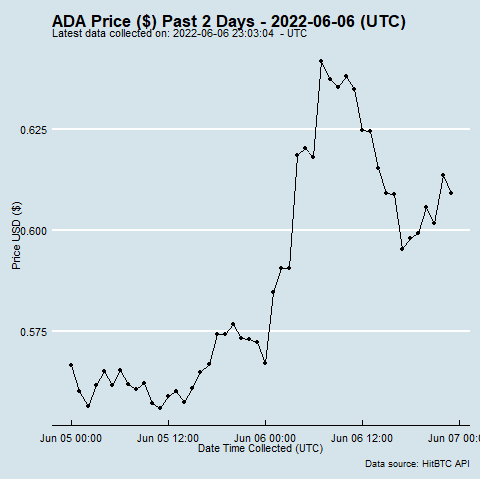 ADA Price ($) Past 2 Days - 2022-06-06 (UTC)
Latest data collected on: 2022-06-06 23:03:04 - UTC
0.625
0.600
0.575
Price USD ($)
Jun 05 00:00 Jun 05 12:00 Jun 06 00:00 Jun 06 12:00 Jun 07 0
Date Time Collected (UTC)
Data source: HitBTC API